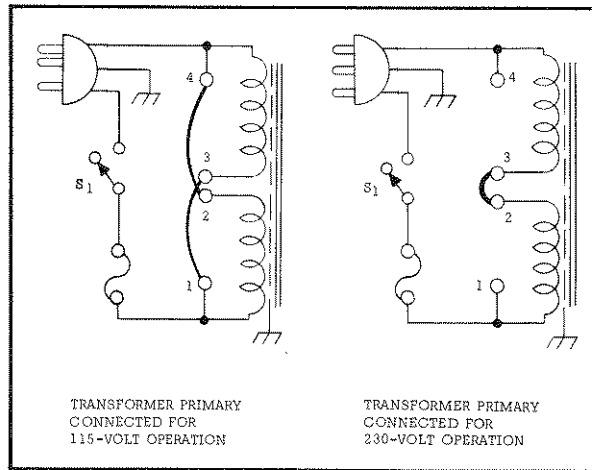 4
3
S1
2
1
4
3
S1
2
1
TRANSFORMER PRIMARY
CONNECTED FOR
115-VOLT OPERATION
TRANSFORMER PRIMARY
CONNECTED FOR
230-VOLT OPERATION